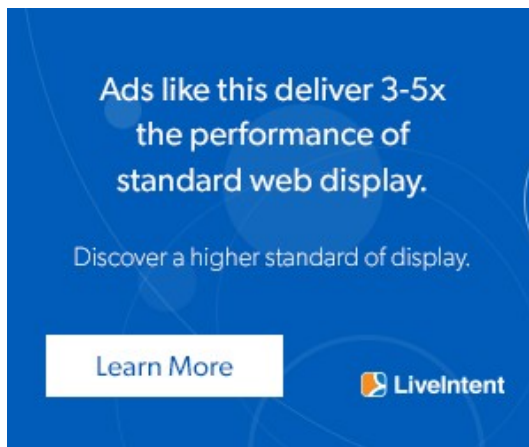 Ads like this deliver 3-5x
the performance of
standard web display.
Discover a higher standard of display.
Learn More
LiveIntent